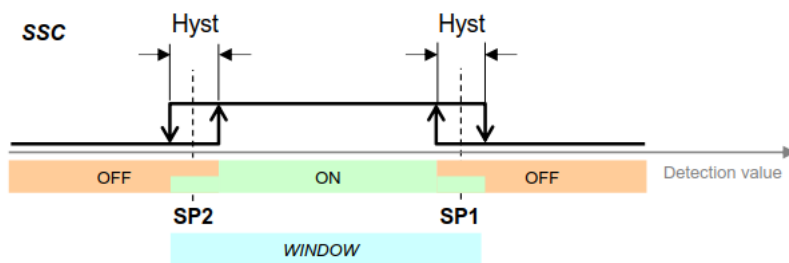 SSC
Hyst
Hyst
OFF
ON
OFF
Detection value
SP2
SP1
WINDOW